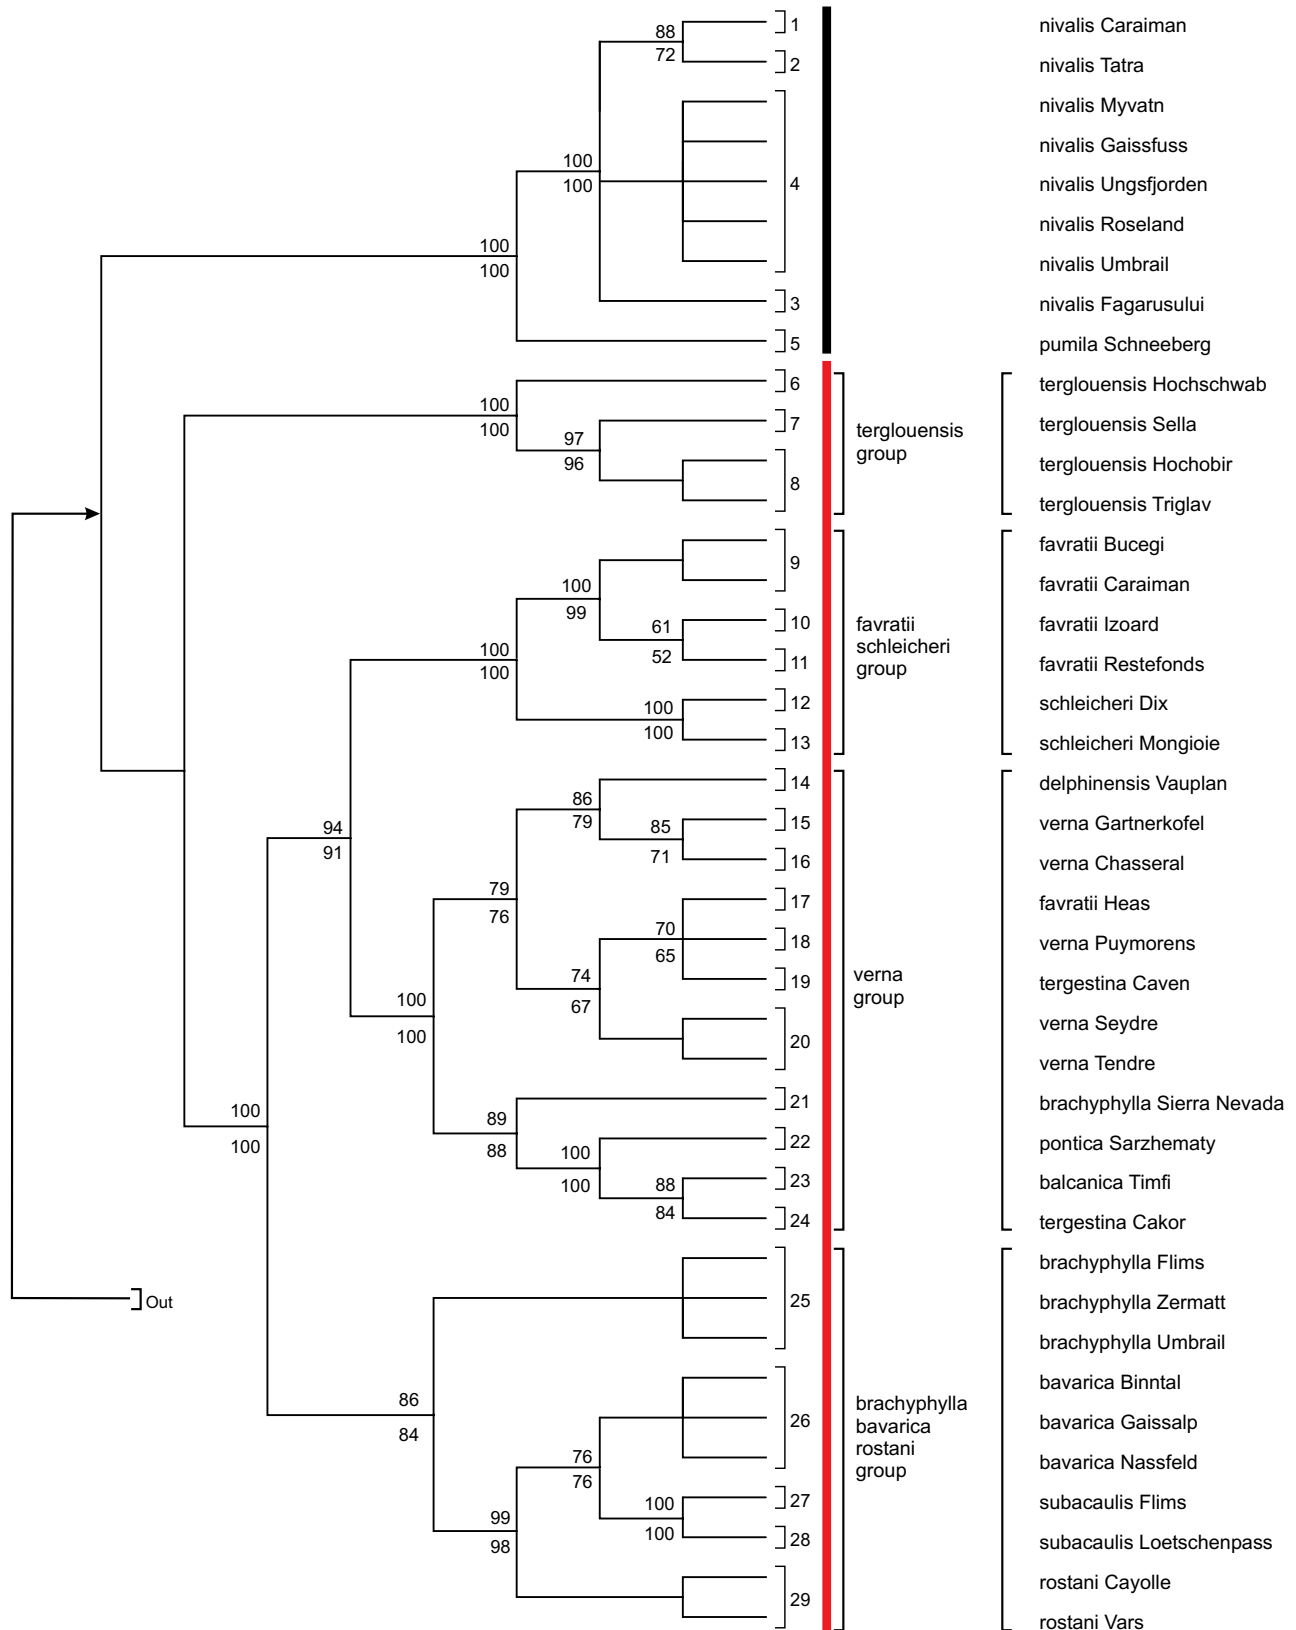 88
72
1
2
100
100
4
100
100
3
5
6
100
100
7
97
96
8
9
100
99
61
52
10
11
100
100
100
100
12
13
14
86
79
85
71
15
16
94
91
79
76
17
70
65
18
19
74
67
20
100
100
21
89
88
22
100
100
88
84
23
24
100
100
25
Out
26
86
84
76
76
27
100
100
28
99
98
29
terglouensis
group
favratii
schleicheri
group
verna
group
brachyphylla
bavarica
rostani
group
nivalis Caraiman
nivalis Tatra
nivalis Myvatn
nivalis Gaissfuss
nivalis Ungsfjorden
nivalis Roseland
nivalis Umbrail
nivalis Fagarusului
pumila Schneeberg
terglouensis Hochschwab
terglouensis Sella
terglouensis Hochobir
terglouensis Triglav
favratii Bucegi
favratii Caraiman
favratii Izoard
favratii Restefonds
schleicheri Dix
schleicheri Mongioie
delphinensis Vauplan
verna Gartnerkofel
verna Chasseral
favratii Heas
verna Puymorens
tergestina Caven
verna Seydre
verna Tendre
brachyphylla Sierra Nevada
pontica Sarzhematy
balcanica Timfi
tergestina Cakor
brachyphylla Flims
brachyphylla Zermatt
brachyphylla Umbrail
bavarica Binntal
bavarica Gaissalp
bavarica Nassfeld
subacaulis Flims
subacaulis Loetschenpass
rostani Cayolle
rostani Vars